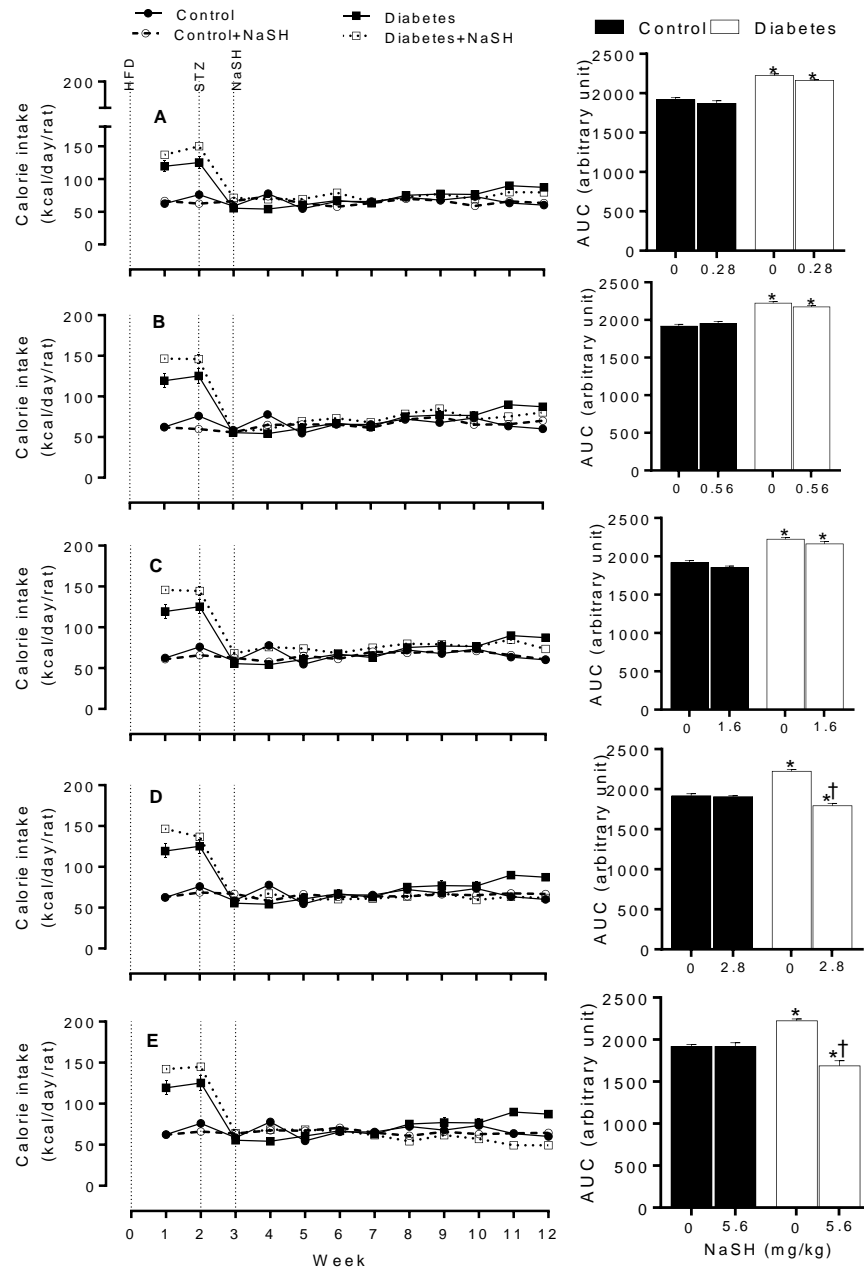 Control
Control+NaSH
Diabetes
Diabetes+NaSH
Control
Diabetes
HFD
STZ
NaSH
A
Calorie intake
(kcal/day/rat)
200
150
100
50
0
AUC (arbitrary unit)
2500
2000
1500
1000
500
0
* *
0 0.28 0 0.28
B
Calorie intake
(kcal/day/rat)
200
150
100
50
0
AUC (arbitrary unit)
2500
2000
1500
1000
500
0
* *
0 0.56 0 0.56
C
Calorie intake
(kcal/day/rat)
200
150
100
50
0
AUC (arbitrary unit)
2500
2000
1500
1000
500
0
* *
0 1.6 0 1.6
D
Calorie intake
(kcal/day/rat)
200
150
100
50
0
AUC (arbitrary unit)
2500
2000
1500
1000
500
0
* *†
0 2.8 0 2.8
E
Calorie intake
(kcal/day/rat)
200
150
100
50
0
0 1 2 3 4 5 6 7 8 9 10 11 12
Week
AUC (arbitrary unit)
2500
2000
1500
1000
500
0
* *†
0 5.6 0 5.6
NaSH (mg/kg)